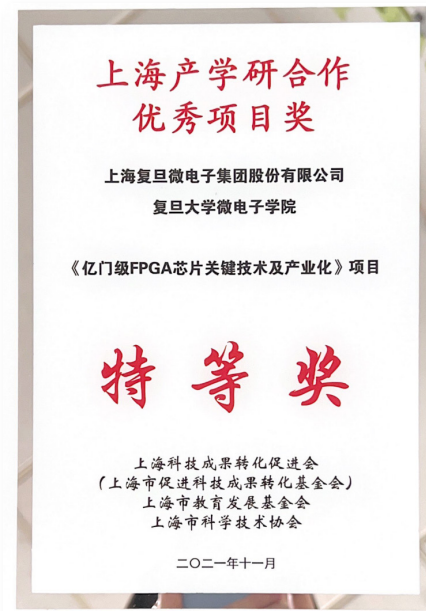 上海产学研合作
优秀项目奖
上海复旦微电子集团股份有限公司
复旦大学微电子学院
《亿门级FPGA芯片关键技术及产业化》项目
特等奖
上海科技成果转化促进会
(上海市促进科技成果转化基金会)
上海市教育发展基金会
上海市科学技术协会
二〇二一年十一月